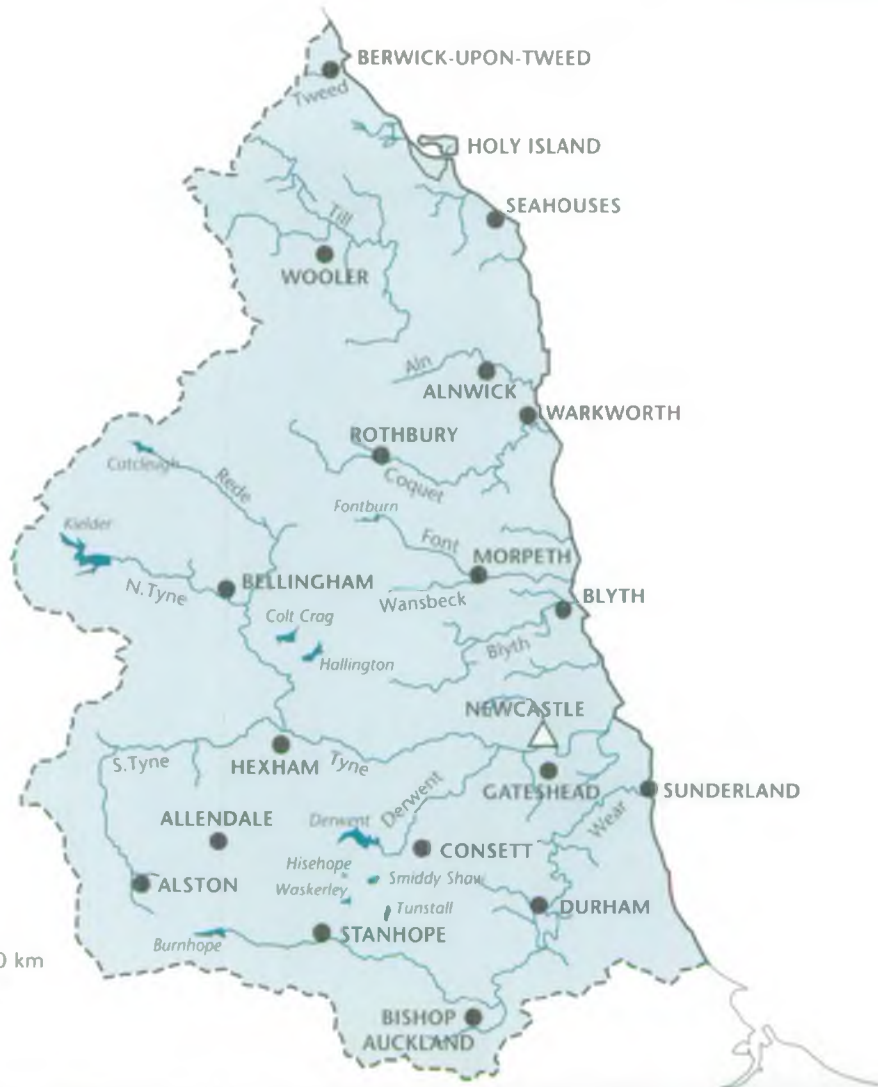 BERWICK-UPON-TWEED
Tweed
HOLY ISLAND
SEAHOUSES
Till
WOOLER
Aln
ALNWICK
WARKWORTH
ROTHBURY
Catcleugh
Rede
Coquet
Fontburn
Kielder
Font
MORPETH
N.Tyne
BELLINGHAM
Wansbeck
BLYTH
Colt Crag
Hallington
Blyth
NEWCASTLE
S.Tyne
HEXHAM
Tyne
GATESHEAD
SUNDERLAND
Derwent
Wear
ALLENDALE
Derwent
CONSETT
Hisehope
Smiddy Shaw
Waskerley
ALSTON
Tunstall
DURHAM
Burnhope
STANHOPE
0 km
BISHOP
AUCKLAND